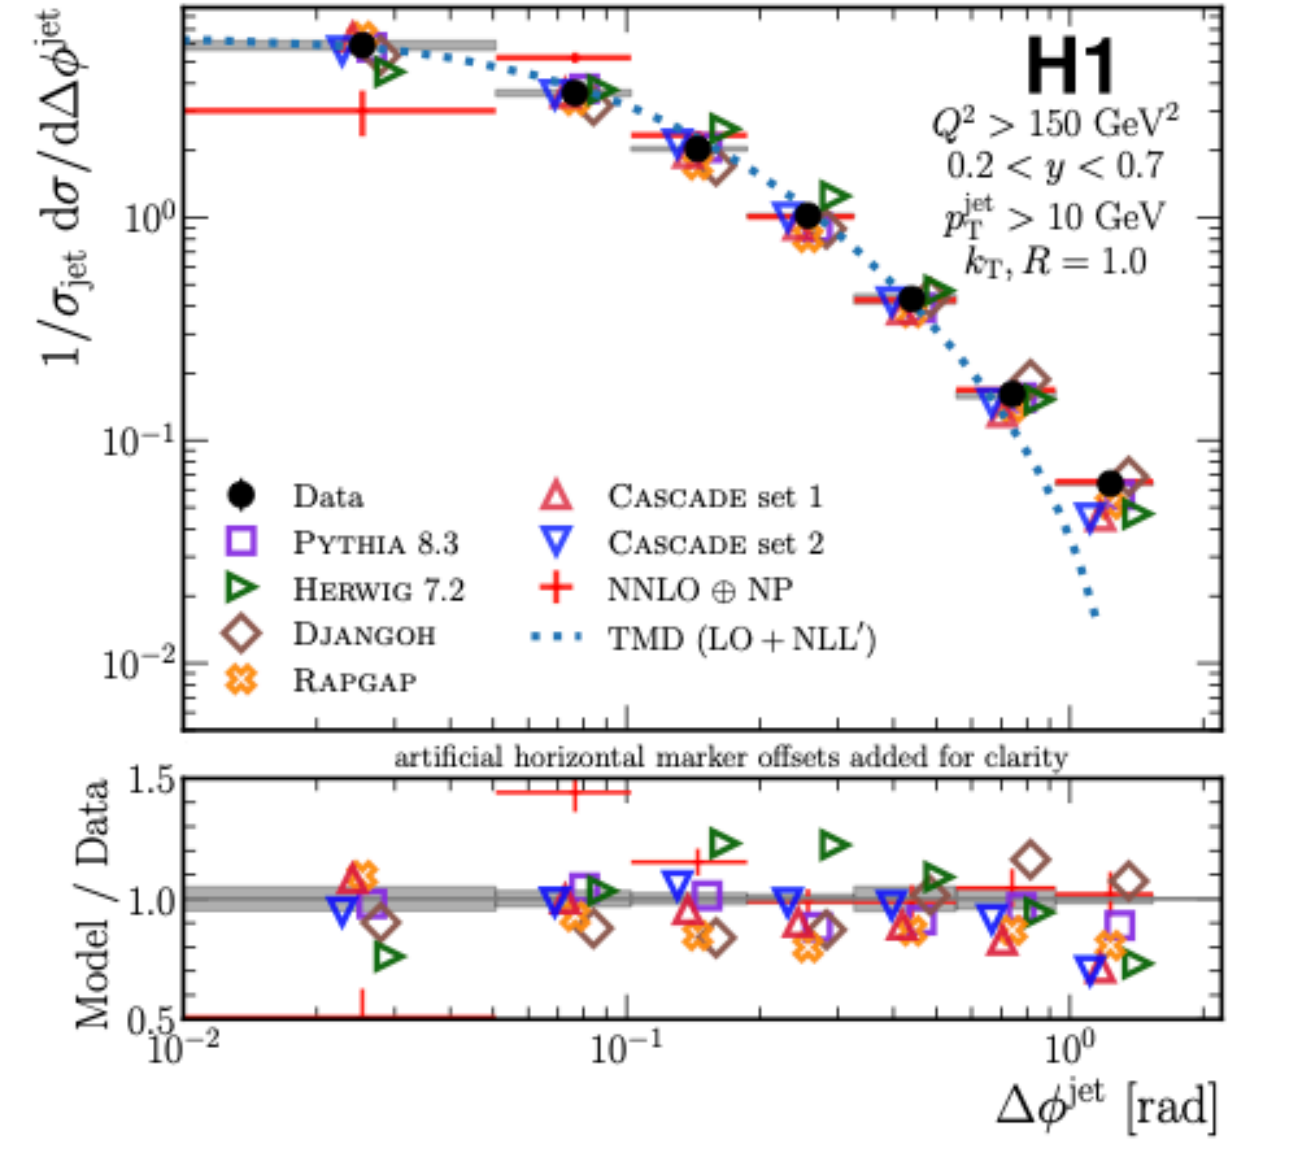 1/σ_jet dσ/dΔϕ^jet
H1
Q² > 150 GeV²
0.2 < y < 0.7
p_T^jet > 10 GeV
k_T, R = 1.0
10⁰
10⁻¹
10⁻²
Data
PYTHIA 8.3
HERWIG 7.2
DJANGOH
RAPGAP
CASCADE set 1
CASCADE set 2
NNLO ⊕ NP
TMD (LO + NLL′)
artificial horizontal marker offsets added for clarity
Model / Data
1.5
1.0
0.5
10⁻² 10⁻¹ 10⁰
Δϕ^jet [rad]